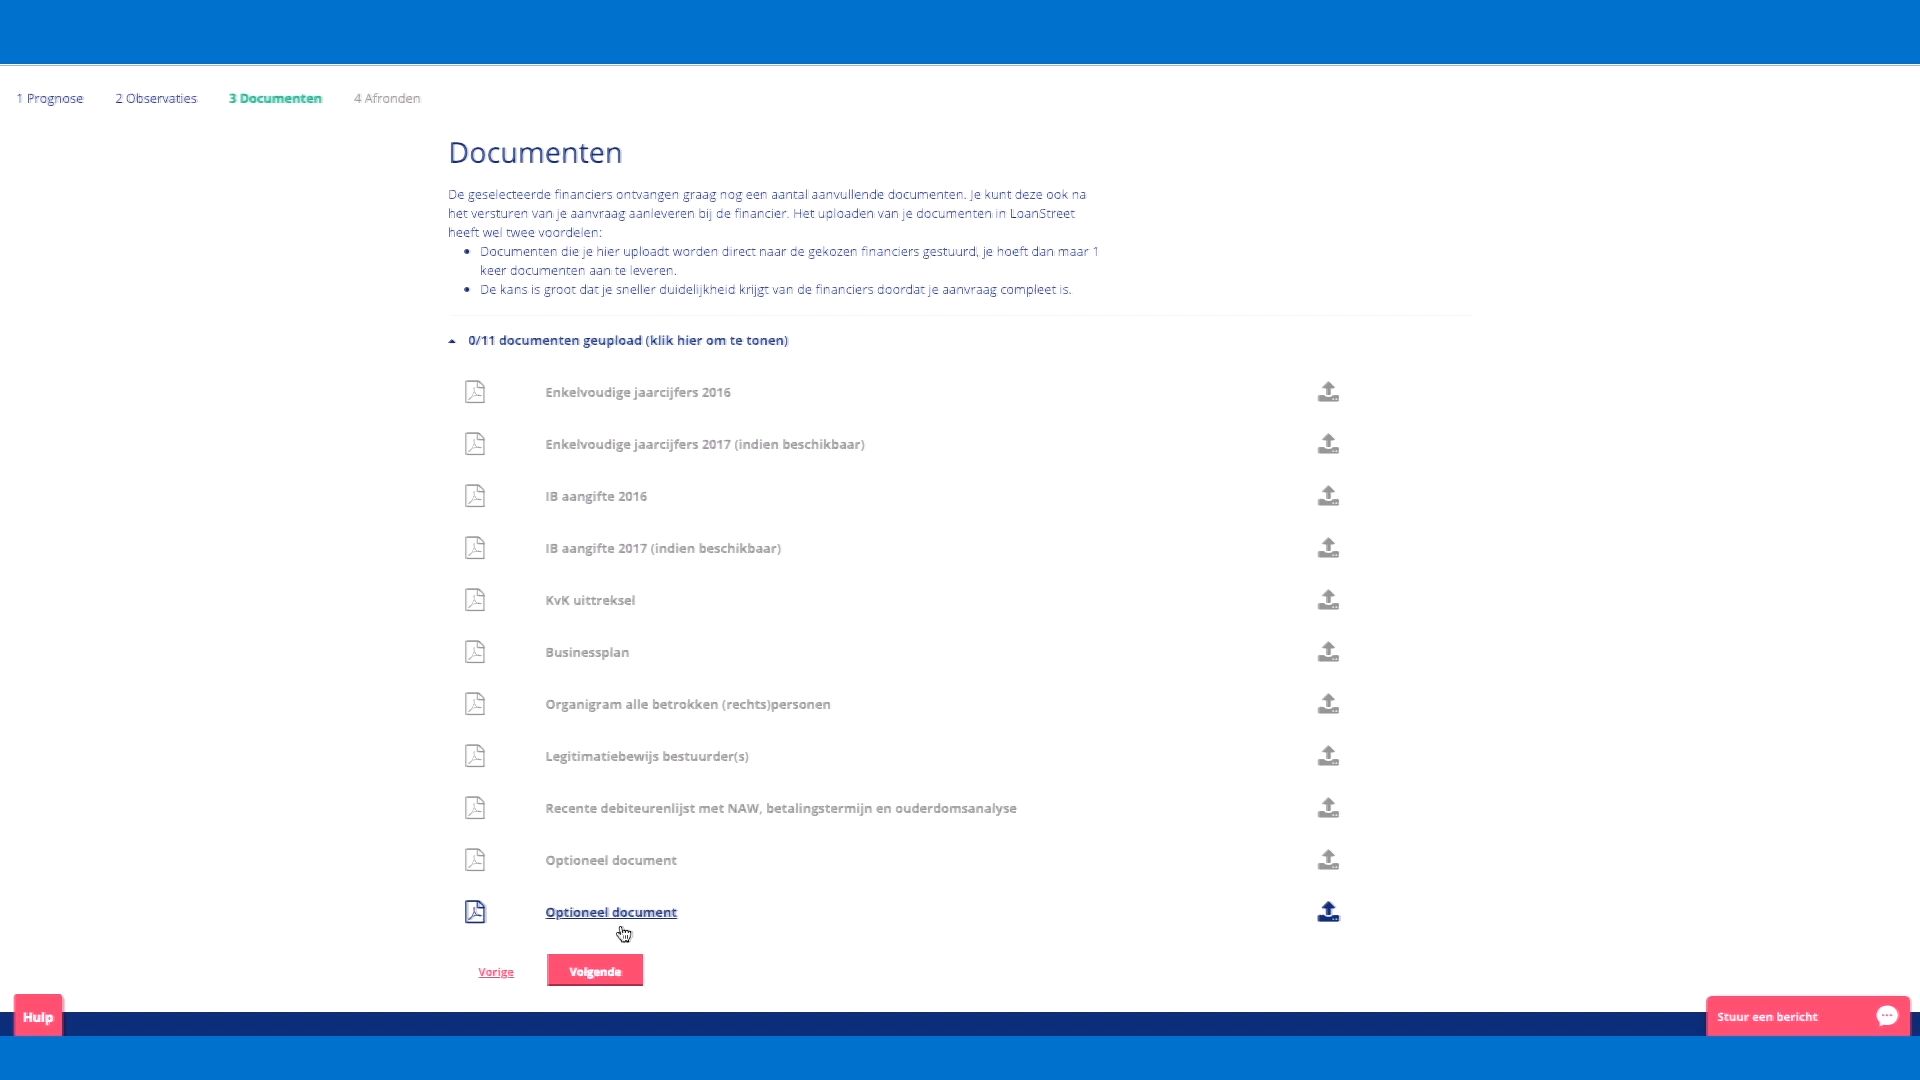 1 Prognose 2 Observaties 3 Documenten 4 Afronden
Documenten
De geselecteerde financiers ontvangen graag nog een aantal aanvullende documenten. Je kunt deze ook na
het versturen van je aanvraag aanleveren bij de financier. Het uploaden van je documenten in LoanStreet
heeft wel twee voordelen:
• Documenten die je hier uploadt worden direct naar de gekozen financiers gestuurd, je hoeft dan maar 1
keer documenten aan te leveren.
• De kans is groot dat je sneller duidelijkheid krijgt van de financiers doordat je aanvraag compleet is.
0/11 documenten geupload (klik hier om te tonen)
Enkelvoudige jaarcijfers 2016
Enkelvoudige jaarcijfers 2017 (indien beschikbaar)
IB aangifte 2016
IB aangifte 2017 (indien beschikbaar)
KvK uittreksel
Businessplan
Organigram alle betrokken (rechts)personen
Legitimatiebewijs bestuurder(s)
Recente debiteurenlijst met NAW, betalingstermijn en ouderdomsanalyse
Optioneel document
Optioneel document
Vorige Volgende
Hulp
Stuur een bericht